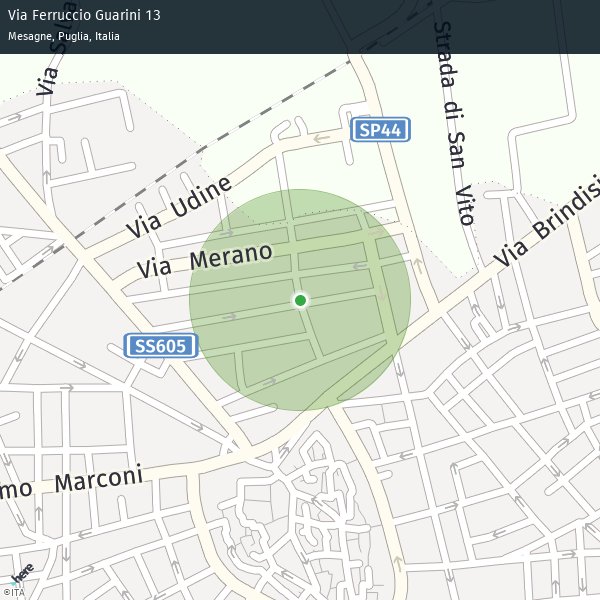 Via Ferruccio Guarini 13
Mesagne, Puglia, Italia
Via
Strada di San Vito
SP44
Via Udine
Via Brindisi
Via Merano
SS605
mo Marconi
here
©ITA